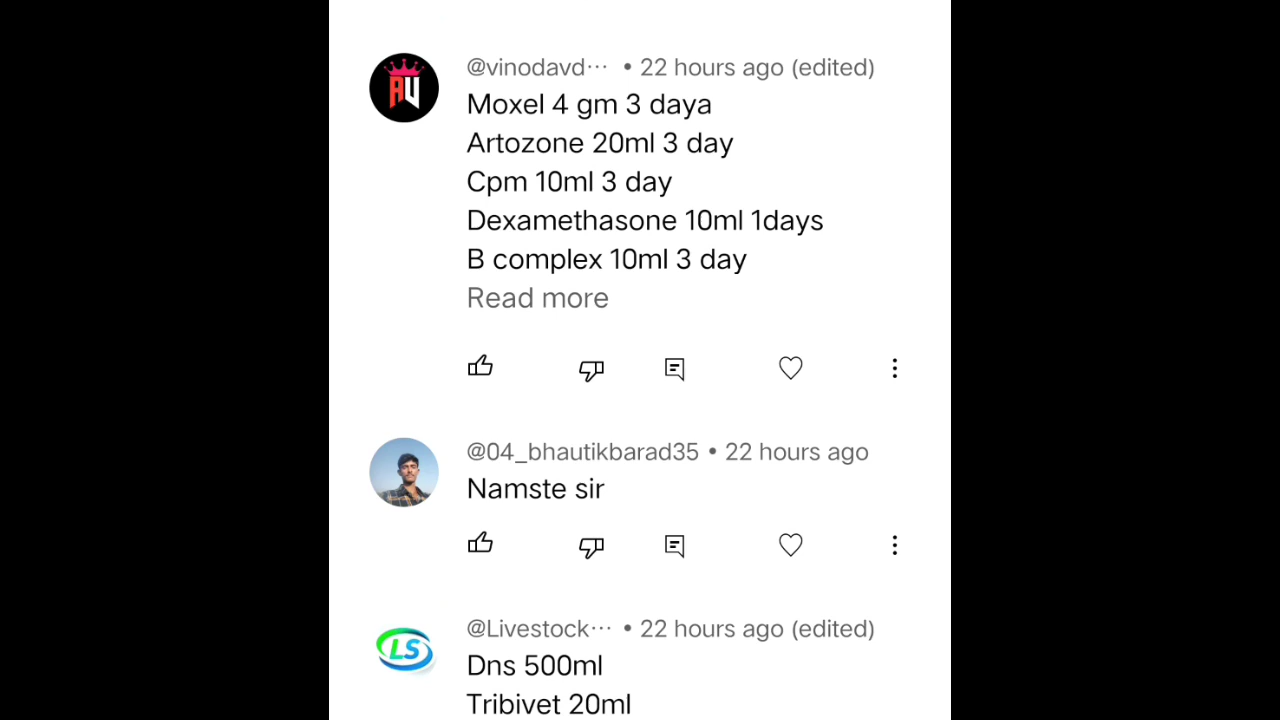 @vinodavd··· • 22 hours ago (edited)
Moxel 4 gm 3 daya
Artozone 20ml 3 day
Cpm 10ml 3 day
Dexamethasone 10ml 1days
B complex 10ml 3 day
Read more
@04_bhautikbarad35 • 22 hours ago
Namste sir
@Livestock··· • 22 hours ago (edited)
LS
Dns 500ml
Tribivet 20ml